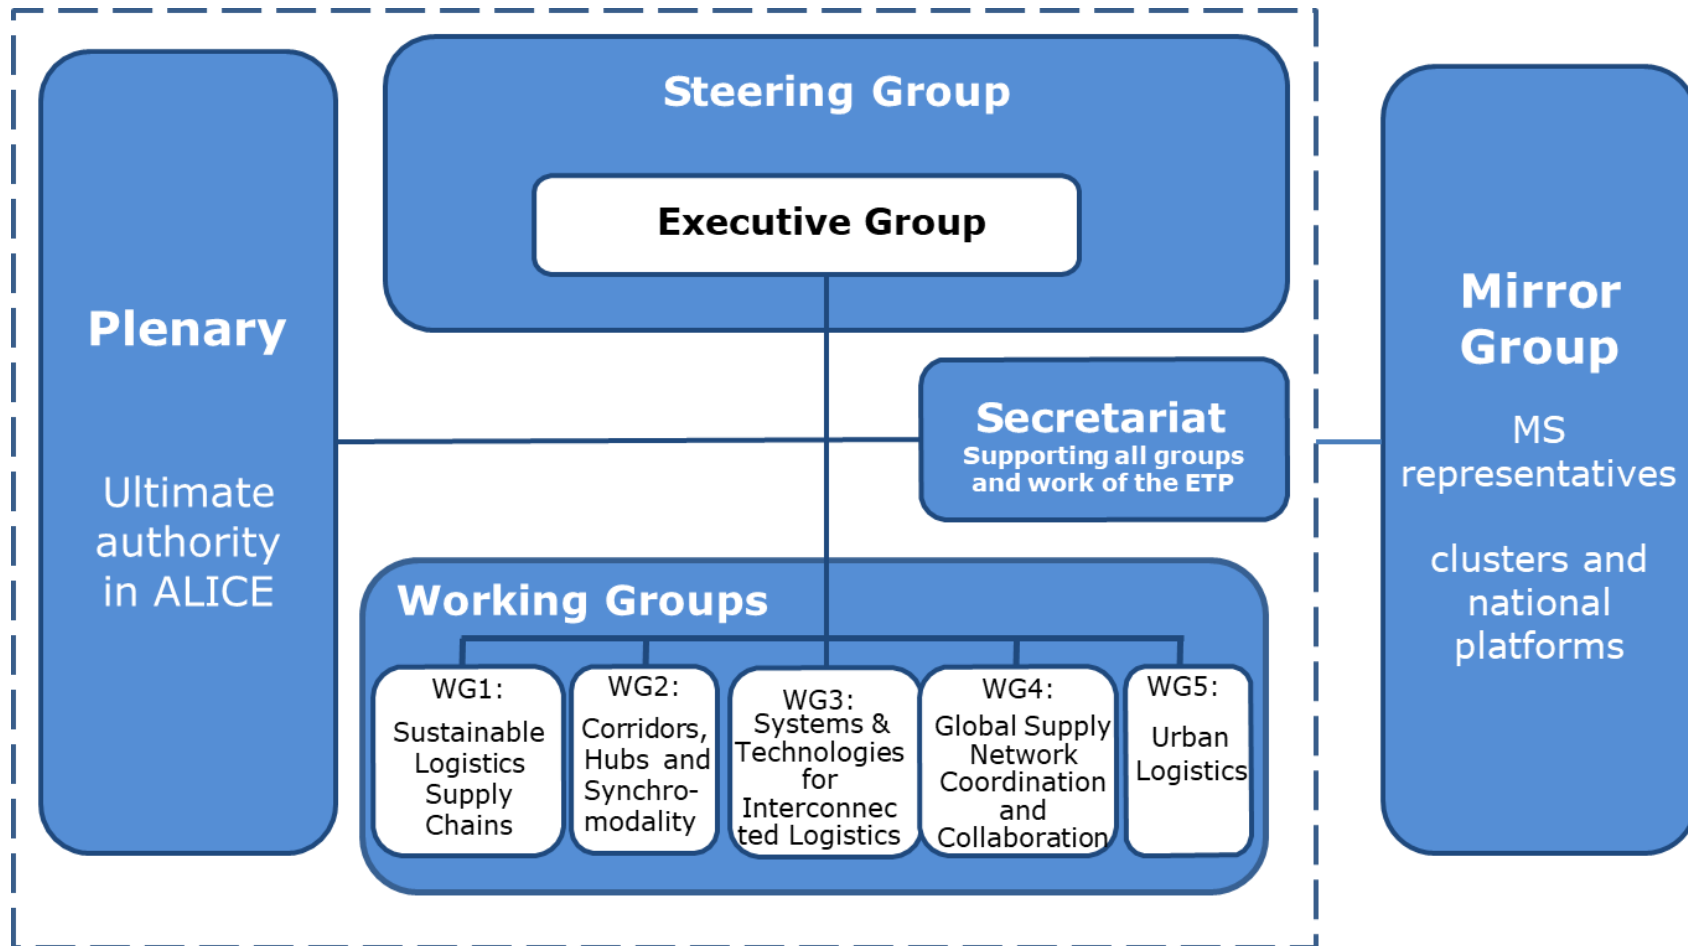 Steering Group
Executive Group
Plenary
Ultimate
authority
in ALICE
Secretariat
Supporting all groups
and work of the ETP
Mirror
Group
MS
representatives
clusters and
national
platforms
Working Groups
WG1:
Sustainable
Logistics
Supply
Chains
WG2:
Corridors,
Hubs and
Synchro-
modality
WG3:
Systems &
Technologies
for
Interconnec
ted Logistics
WG4:
Global Supply
Network
Coordination
and
Collaboration
WG5:
Urban
Logistics